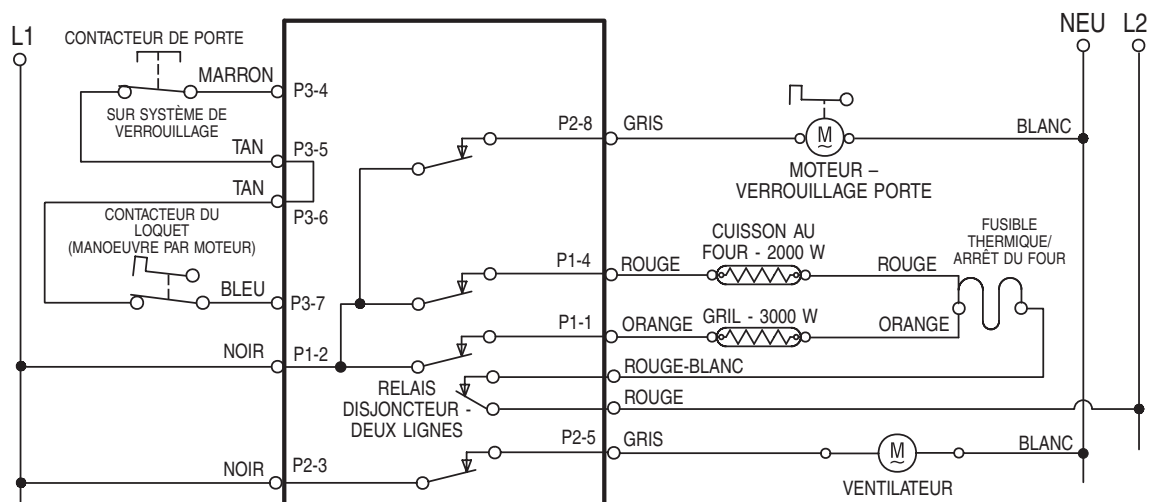 L1
CONTACTEUR DE PORTE
MARRON
P3-4
SUR SYSTÈME DE
VERROUILLAGE
TAN
P3-5
TAN
P3-6
CONTACTEUR DU
LOQUET
(MANOEUVRE PAR MOTEUR)
BLEU
P3-7
NOIR
P1-2
NOIR
P2-3
RELAIS
DISJONCTEUR -
DEUX LIGNES
P2-8
GRIS
M
~
MOTEUR –
VERROUILLAGE PORTE
BLANC
NEU
L2
P1-4
ROUGE
CUISSON AU
FOUR - 2000 W
ROUGE
FUSIBLE
THERMIQUE/
ARRÊT DU FOUR
P1-1
ORANGE
GRIL - 3000 W
ORANGE
ROUGE-BLANC
ROUGE
P2-5
GRIS
M
~
VENTILATEUR
BLANC